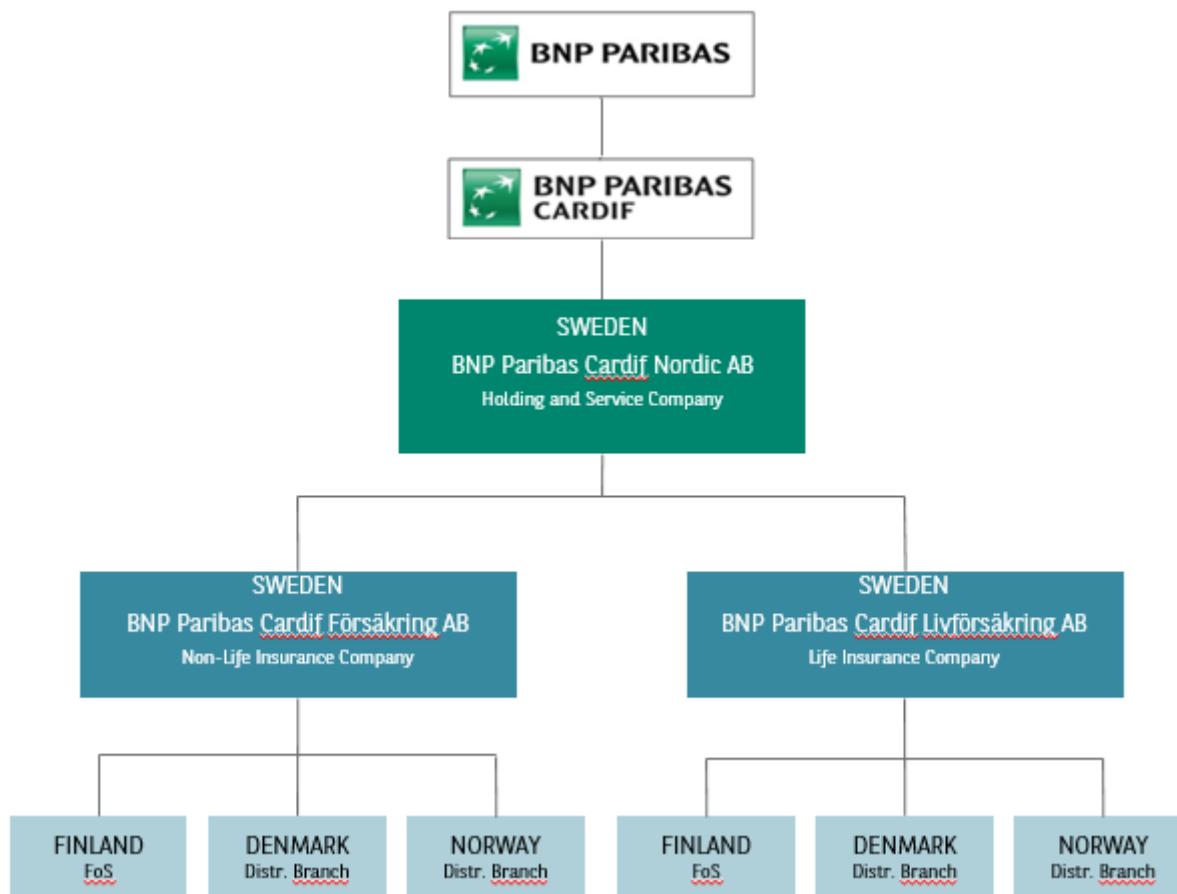 BNP PARIBAS
BNP PARIBAS
CARDIF
SWEDEN
BNP Paribas Cardif Nordic AB
Holding and Service Company
SWEDEN
BNP Paribas Cardif Försäkring AB
Non-Life Insurance Company
SWEDEN
BNP Paribas Cardif Livförsäkring AB
Life Insurance Company
FINLAND
FoS
DENMARK
Distr. Branch
NORWAY
Distr. Branch
FINLAND
FoS
DENMARK
Distr. Branch
NORWAY
Distr. Branch